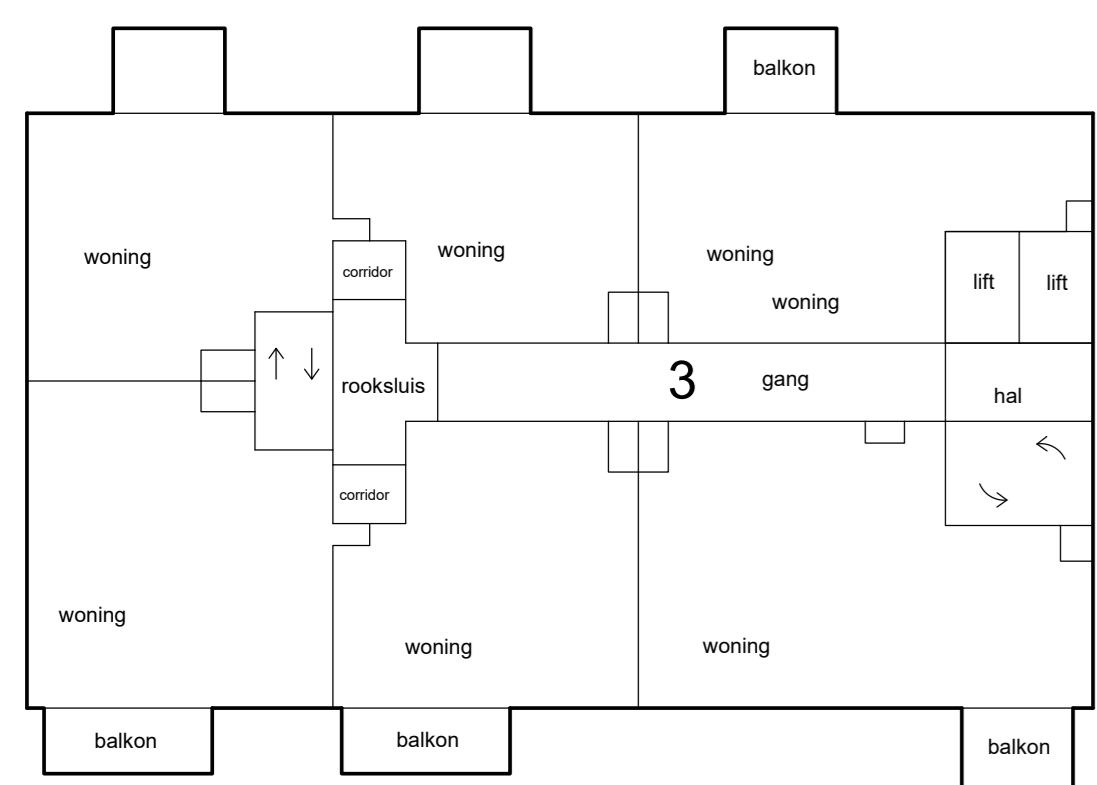 balkon
woning
woning
woning
woning
corridor
lift
lift
rooksluis
3
gang
hal
corridor
woning
woning
woning
balkon
balkon
balkon